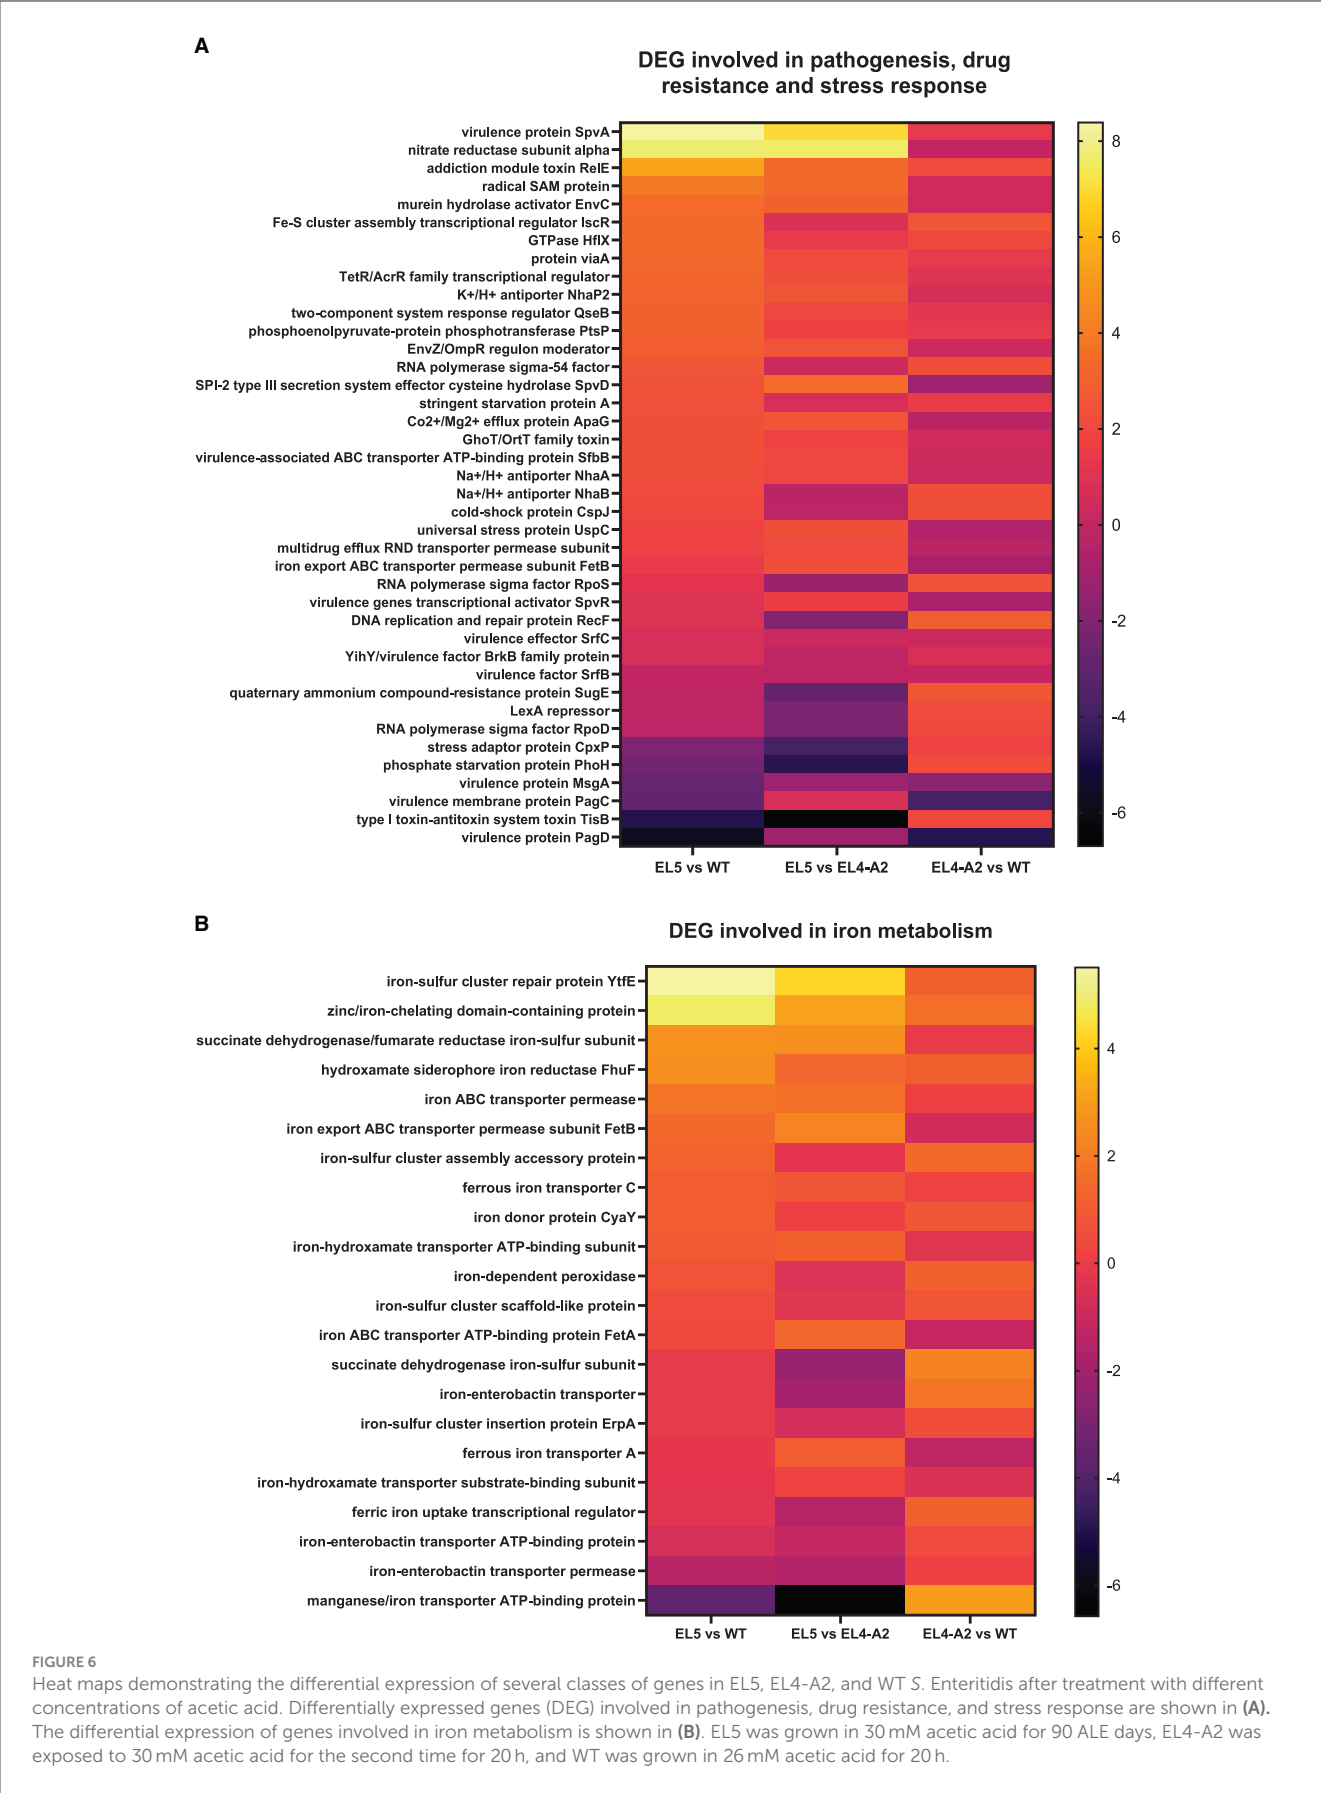 A
DEG involved in pathogenesis, drug
resistance and stress response
virulence protein SpvA
nitrate reductase subunit alpha
addiction module toxin RelE
radical SAM protein
murein hydrolase activator EnvC
Fe-S cluster assembly transcriptional regulator IscR
GTPase HflX
protein viaA
TetR/AcrR family transcriptional regulator
K+/H+ antiporter NhaP2
two-component system response regulator QseB
phosphoenolpyruvate-protein phosphotransferase PtsP
EnvZ/OmpR regulon moderator
RNA polymerase sigma-54 factor
SPI-2 type III secretion system effector cysteine hydrolase SpvD
stringent starvation protein A
Co2+/Mg2+ efflux protein ApaG
GhoT/OrtT family toxin
virulence-associated ABC transporter ATP-binding protein SfbB
Na+/H+ antiporter NhaA
Na+/H+ antiporter NhaB
cold-shock protein CspJ
universal stress protein UspC
multidrug efflux RND transporter permease subunit
iron export ABC transporter permease subunit FetB
RNA polymerase sigma factor RpoS
virulence genes transcriptional activator SpvR
DNA replication and repair protein RecF
virulence effector SrfC
YihY/virulence factor BrkB family protein
virulence factor SrfB
quaternary ammonium compound-resistance protein SugE
LexA repressor
RNA polymerase sigma factor RpoD
stress adaptor protein CpxP
phosphate starvation protein PhoH
virulence protein MsgA
virulence membrane protein PagC
type I toxin-antitoxin system toxin TisB
virulence protein PagD
8
6
4
2
0
-2
-4
-6
EL5 vs WT
EL5 vs EL4-A2
EL4-A2 vs WT
B
DEG involved in iron metabolism
iron-sulfur cluster repair protein YtfE
zinc/iron-chelating domain-containing protein
succinate dehydrogenase/fumarate reductase iron-sulfur subunit
hydroxamate siderophore iron reductase FhuF
iron ABC transporter permease
iron export ABC transporter permease subunit FetB
iron-sulfur cluster assembly accessory protein
ferrous iron transporter C
iron donor protein CyaY
iron-hydroxamate transporter ATP-binding subunit
iron-dependent peroxidase
iron-sulfur cluster scaffold-like protein
iron ABC transporter ATP-binding protein FetA
succinate dehydrogenase iron-sulfur subunit
iron-enterobactin transporter
iron-sulfur cluster insertion protein ErpA
ferrous iron transporter A
iron-hydroxamate transporter substrate-binding subunit
ferric iron uptake transcriptional regulator
iron-enterobactin transporter ATP-binding protein
iron-enterobactin transporter permease
manganese/iron transporter ATP-binding protein
4
2
0
-2
-4
-6
EL5 vs WT
EL5 vs EL4-A2
EL4-A2 vs WT
FIGURE 6
Heat maps demonstrating the differential expression of several classes of genes in EL5, EL4-A2, and WT S. Enteritidis after treatment with different
concentrations of acetic acid. Differentially expressed genes (DEG) involved in pathogenesis, drug resistance, and stress response are shown in (A).
The differential expression of genes involved in iron metabolism is shown in (B). EL5 was grown in 30 mM acetic acid for 90 ALE days, EL4-A2 was
exposed to 30 mM acetic acid for the second time for 20 h, and WT was grown in 26 mM acetic acid for 20 h.